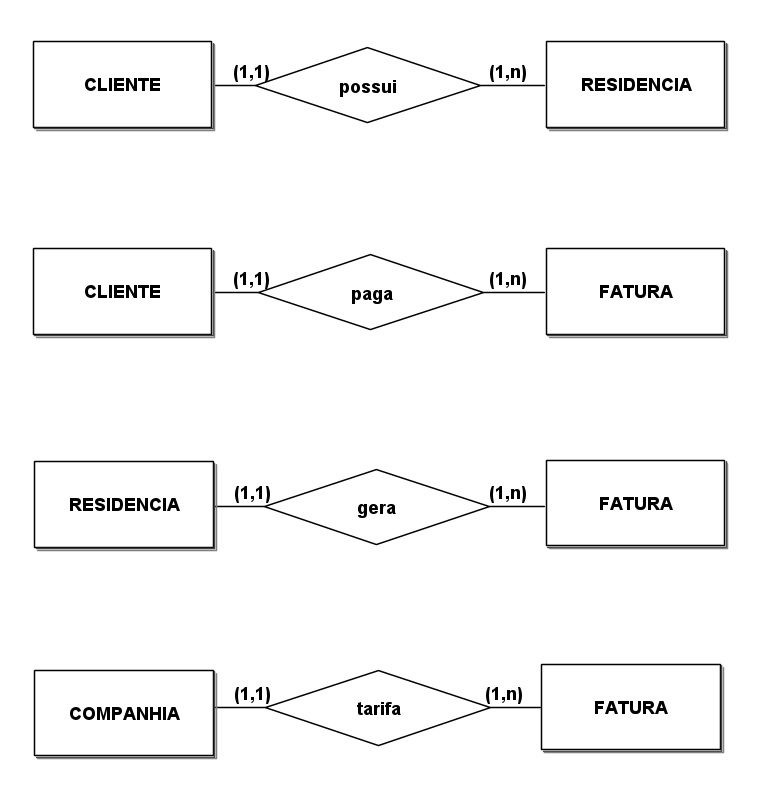 (1,1) (1,n)
CLIENTE possui RESIDENCIA
(1,1) (1,n)
CLIENTE paga FATURA
(1,1) (1,n)
RESIDENCIA gera FATURA
(1,1) (1,n)
COMPANHIA tarifa FATURA